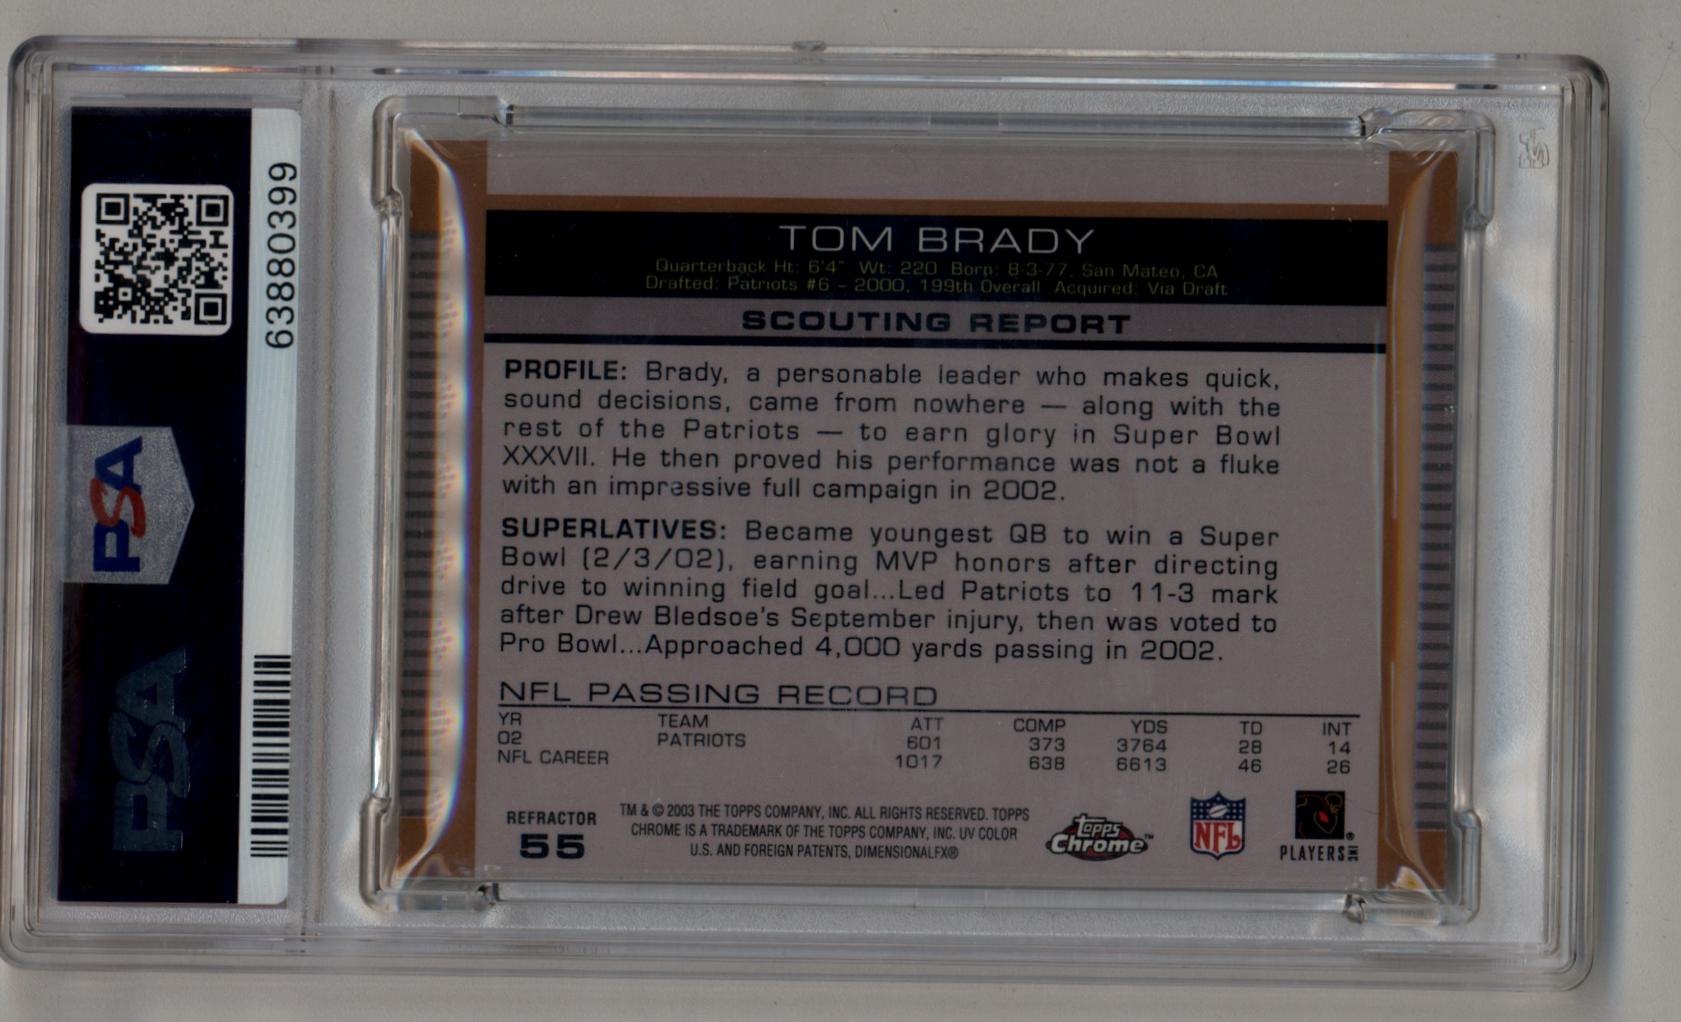 63880399
PSA
PSA
TOM BRADY
Quarterback Ht: 6'4" Wt: 220 Born: 8-3-77, San Mateo, CA
Drafted: Patriots #6 - 2000, 199th Overall Acquired: Via Draft
SCOUTING REPORT
PROFILE: Brady, a personable leader who makes quick,
sound decisions, came from nowhere — along with the
rest of the Patriots — to earn glory in Super Bowl
XXXVII. He then proved his performance was not a fluke
with an impressive full campaign in 2002.
SUPERLATIVES: Became youngest QB to win a Super
Bowl (2/3/02), earning MVP honors after directing
drive to winning field goal...Led Patriots to 11-3 mark
after Drew Bledsoe's September injury, then was voted to
Pro Bowl...Approached 4,000 yards passing in 2002.
NFL PASSING RECORD
YR TEAM ATT COMP YDS TD INT
02 PATRIOTS 601 373 3764 28 14
NFL CAREER 1017 638 6613 46 26
REFRACTOR
55
TM & © 2003 THE TOPPS COMPANY, INC. ALL RIGHTS RESERVED. TOPPS
CHROME IS A TRADEMARK OF THE TOPPS COMPANY, INC. UV COLOR
U.S. AND FOREIGN PATENTS, DIMENSIONALFX®
Topps
Chrome™
NFL
PLAYERS INC ®
PSA